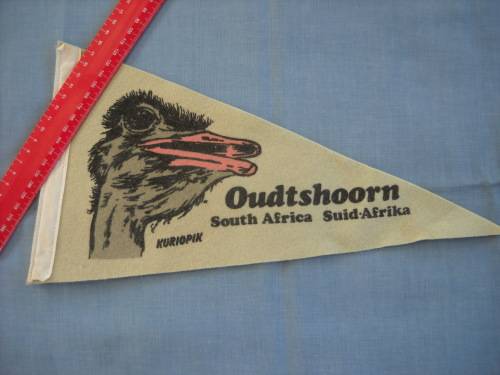 Oudtshoorn
South Africa Suid-Afrika
KURIOPIK